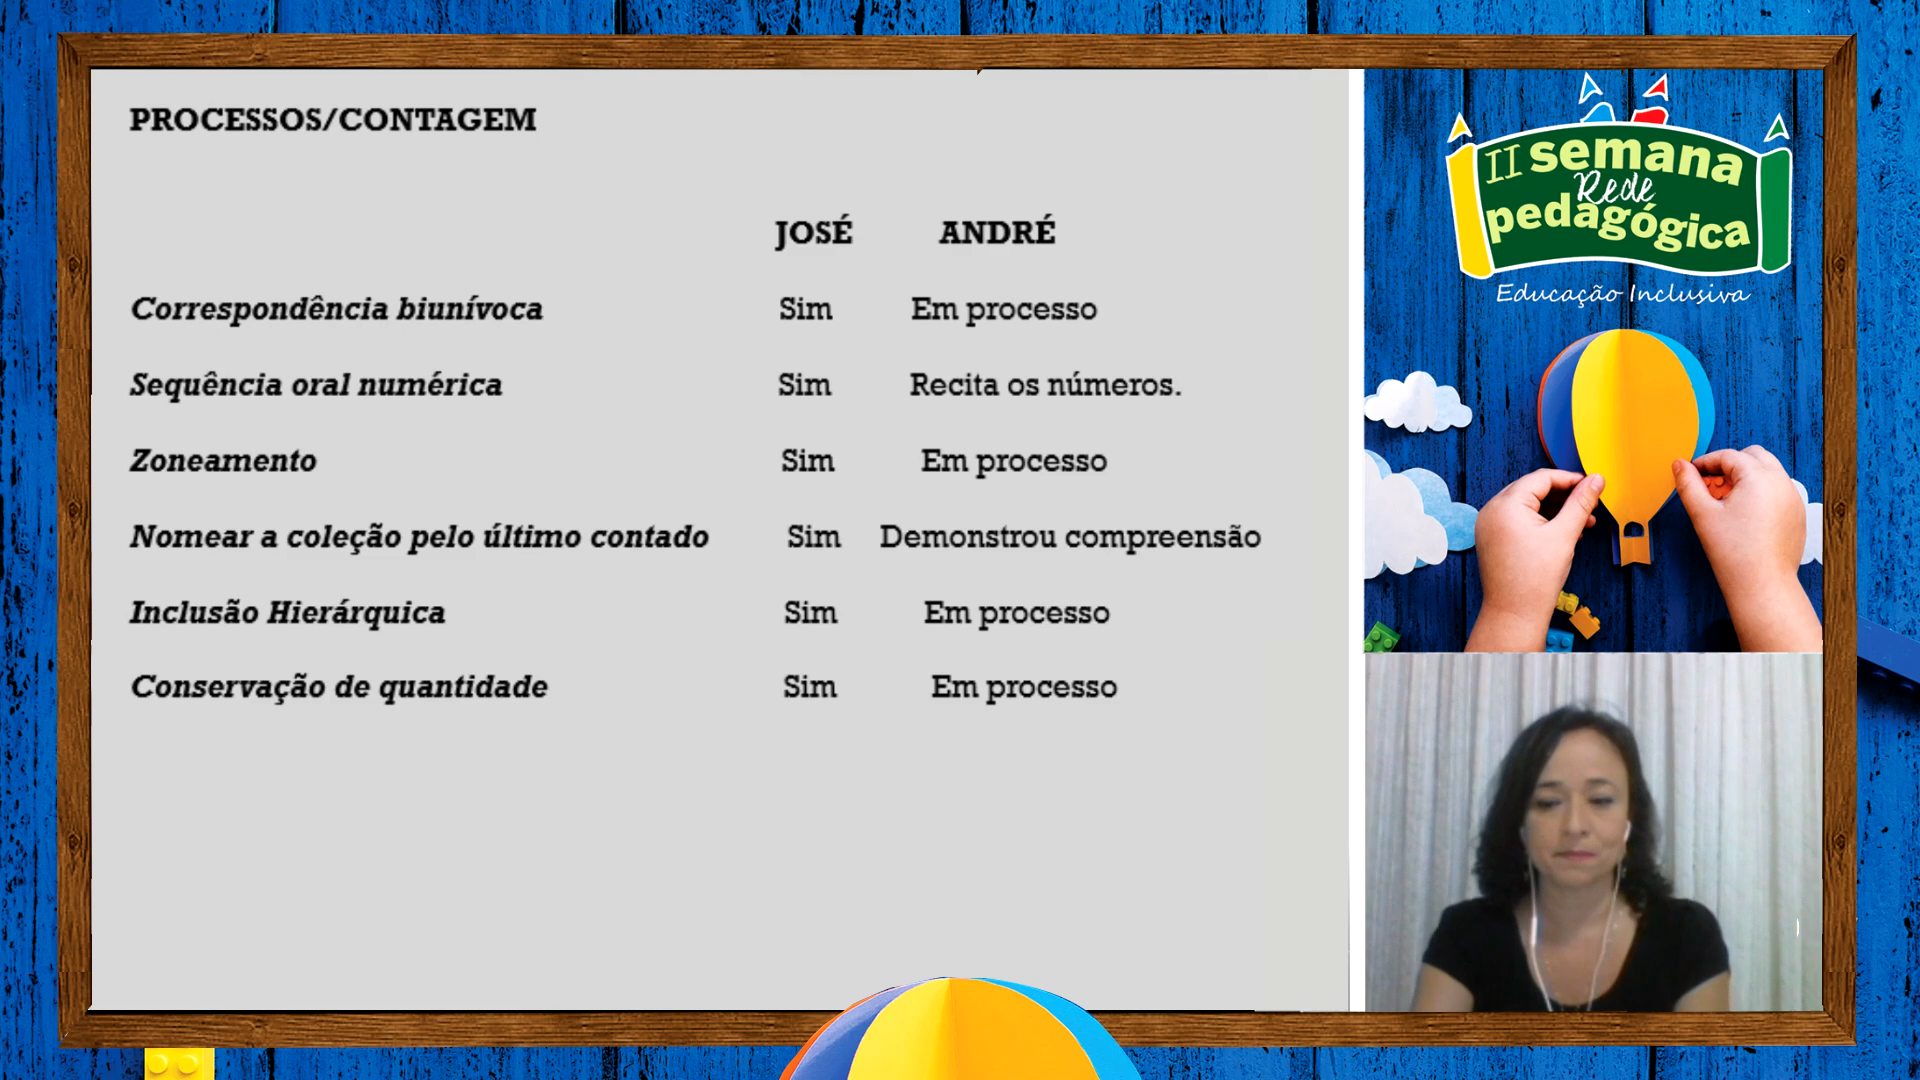 PROCESSOS/CONTAGEM
JOSÉ ANDRÉ
Correspondência biunívoca Sim Em processo
Sequência oral numérica Sim Recita os números.
Zoneamento Sim Em processo
Nomear a coleção pelo último contado Sim Demonstrou compreensão
Inclusão Hierárquica Sim Em processo
Conservação de quantidade Sim Em processo
II semana
Rede
pedagógica
Educação Inclusiva